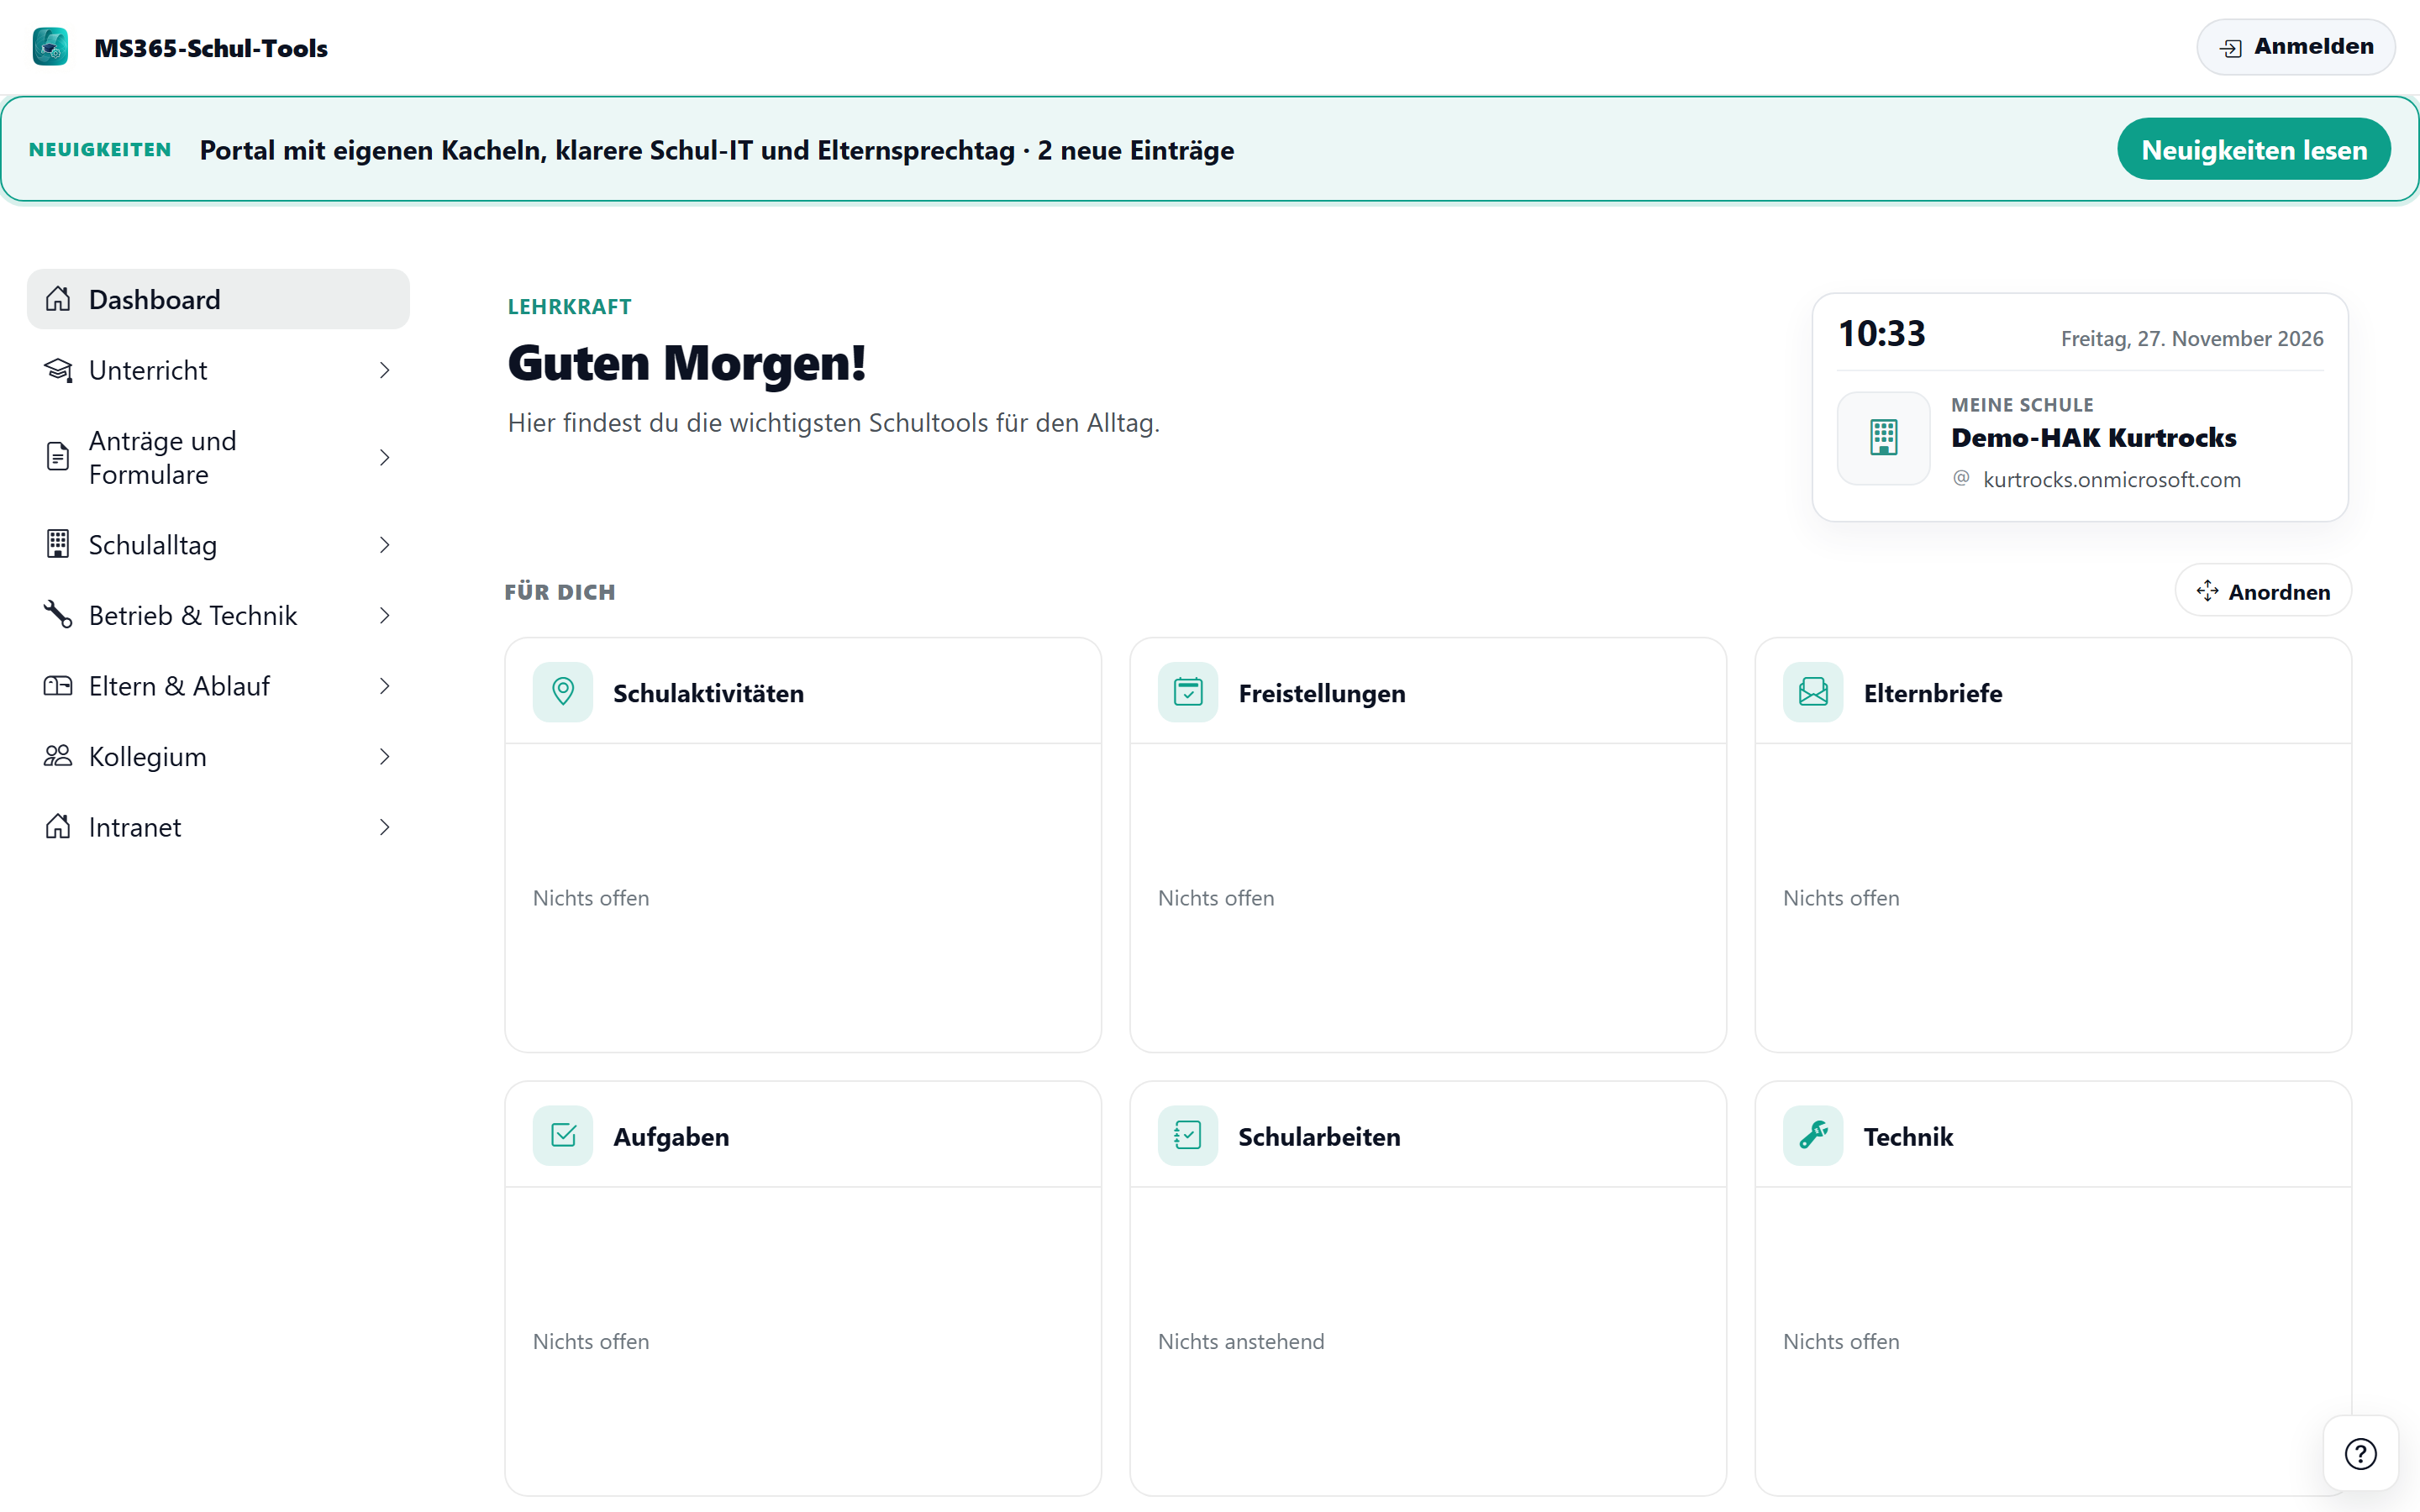 MS365-Schul-Tools
Anmelden
NEUIGKEITEN
Portal mit eigenen Kacheln, klarere Schul-IT und Elternsprechtag · 2 neue Einträge
Neuigkeiten lesen
Dashboard
Unterricht
Anträge und
Formulare
Schulalltag
Betrieb & Technik
Eltern & Ablauf
Kollegium
Intranet
LEHRKRAFT
Guten Morgen!
Hier findest du die wichtigsten Schultools für den Alltag.
10:33
Freitag, 27. November 2026
MEINE SCHULE
Demo-HAK Kurtrocks
@ kurtrocks.onmicrosoft.com
FÜR DICH
Anordnen
Schulaktivitäten
Nichts offen
Freistellungen
Nichts offen
Elternbriefe
Nichts offen
Aufgaben
Nichts offen
Schularbeiten
Nichts anstehend
Technik
Nichts offen
?